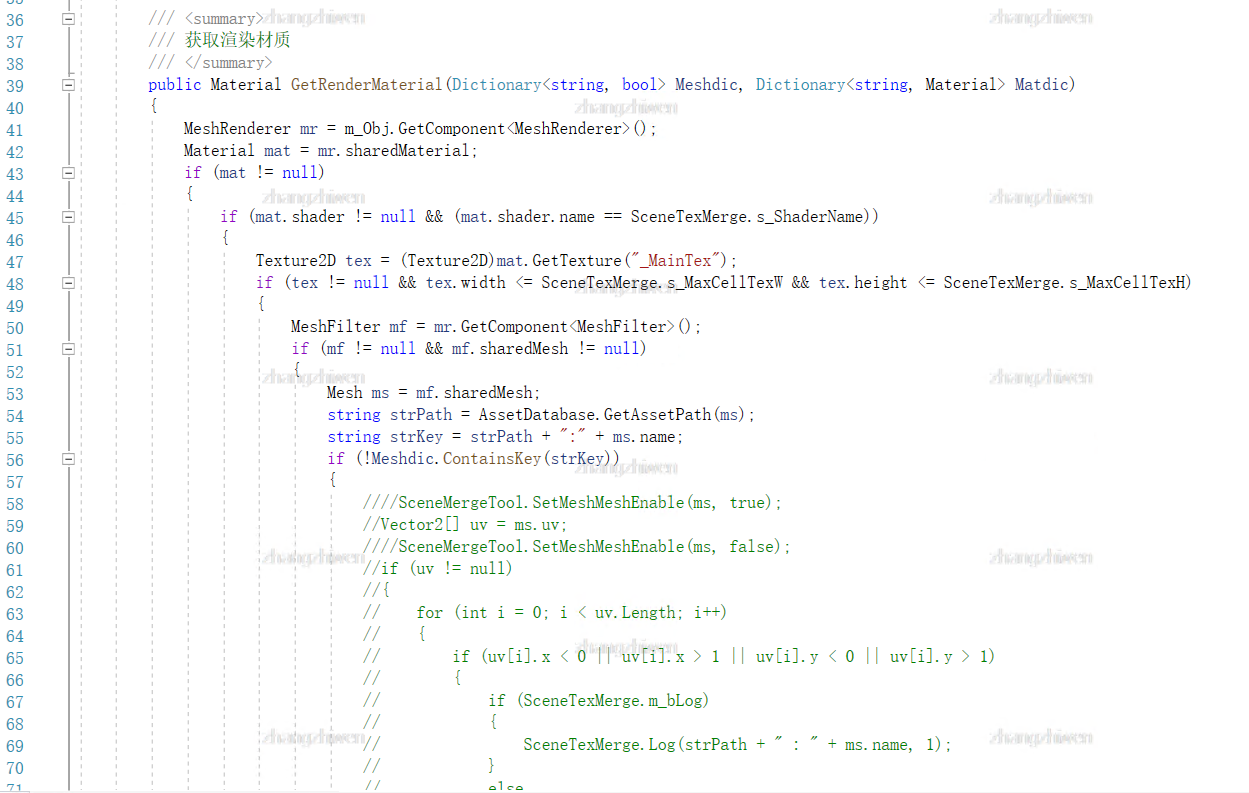 36 /// <summary>
37 /// 获取渲染材质
38 /// </summary>
39 public Material GetRenderMaterial(Dictionary<string, bool> Meshdic, Dictionary<string, Material> Matdic)
40 {
41 MeshRenderer mr = m_Obj.GetComponent<MeshRenderer>();
42 Material mat = mr.sharedMaterial;
43 if (mat != null)
44 {
45 if (mat.shader != null && (mat.shader.name == SceneTexMerge.s_ShaderName))
46 {
47 Texture2D tex = (Texture2D)mat.GetTexture("_MainTex");
48 if (tex != null && tex.width <= SceneTexMerge.s_MaxCellTexW && tex.height <= SceneTexMerge.s_MaxCellTexH)
49 {
50 MeshFilter mf = mr.GetComponent<MeshFilter>();
51 if (mf != null && mf.sharedMesh != null)
52 {
53 Mesh ms = mf.sharedMesh;
54 string strPath = AssetDatabase.GetAssetPath(ms);
55 string strKey = strPath + ":" + ms.name;
56 if (!Meshdic.ContainsKey(strKey))
57 {
58 ////SceneMergeTool.SetMeshMeshEnable(ms, true);
59 //Vector2[] uv = ms.uv;
60 ////SceneMergeTool.SetMeshMeshEnable(ms, false);
61 //if (uv != null)
62 //{
63 // for (int i = 0; i < uv.Length; i++)
64 // {
65 // if (uv[i].x < 0 || uv[i].x > 1 || uv[i].y < 0 || uv[i].y > 1)
66 // {
67 // if (SceneTexMerge.m_bLog)
68 // {
69 // SceneTexMerge.Log(strPath + " : " + ms.name, 1);
70 // }
71 // else
zhangzhiwen